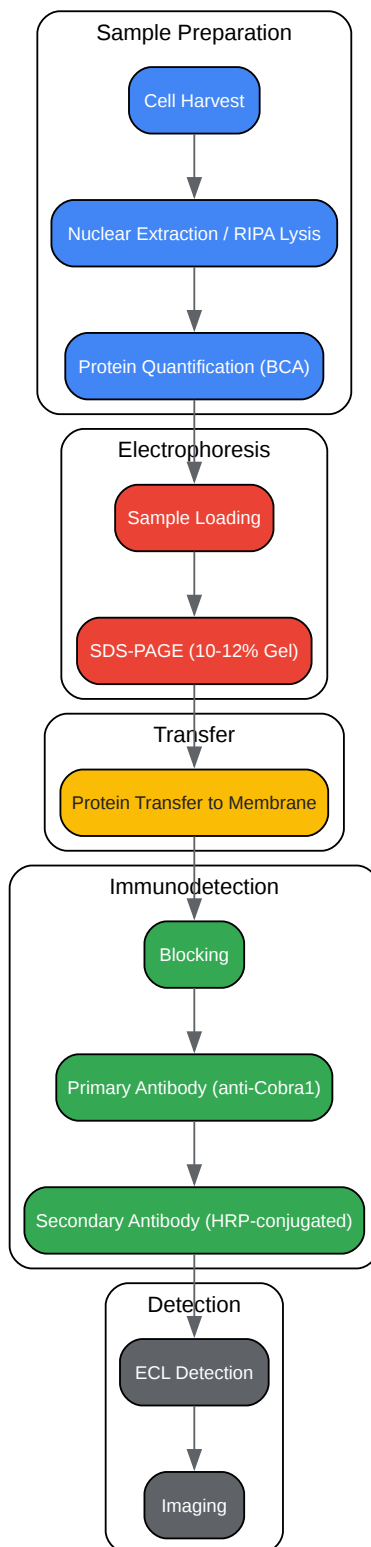 Sample Preparation
Cell Harvest
Nuclear Extraction / RIPA Lysis
Protein Quantification (BCA)
Electrophoresis
Sample Loading
SDS-PAGE (10-12% Gel)
Transfer
Protein Transfer to Membrane
Immunodetection
Blocking
Primary Antibody (anti-Cobra1)
Secondary Antibody (HRP-conjugated)
Detection
ECL Detection
Imaging